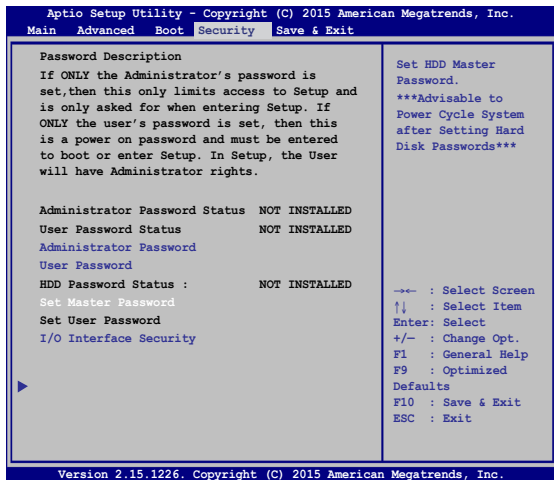 Aptio Setup Utility - Copyright (C) 2015 American Megatrends, Inc.
Main Advanced Boot Security Save & Exit
Password Description
If ONLY the Administrator's password is
set,then this only limits access to Setup and
is only asked for when entering Setup. If
ONLY the user's password is set, then this
is a power on password and must be entered
to boot or enter Setup. In Setup, the User
will have Administrator rights.
Administrator Password Status NOT INSTALLED
User Password Status NOT INSTALLED
Administrator Password
User Password
HDD Password Status : NOT INSTALLED
Set Master Password
Set User Password
I/O Interface Security
Set HDD Master
Password.
***Advisable to
Power Cycle System
after Setting Hard
Disk Passwords***
→← : Select Screen
↑↓ : Select Item
Enter: Select
+/— : Change Opt.
F1 : General Help
F9 : Optimized
Defaults
F10 : Save & Exit
ESC : Exit
Version 2.15.1226. Copyright (C) 2015 American Megatrends, Inc.